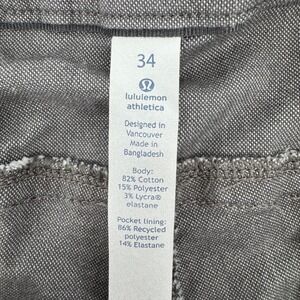 34
lululemon
athletica
Designed in
Vancouver
Made in
Bangladesh
Body:
82% Cotton
15% Polyester
3% Lycra®
elastane
Pocket lining:
86% Recycled
polyester
14% Elastane